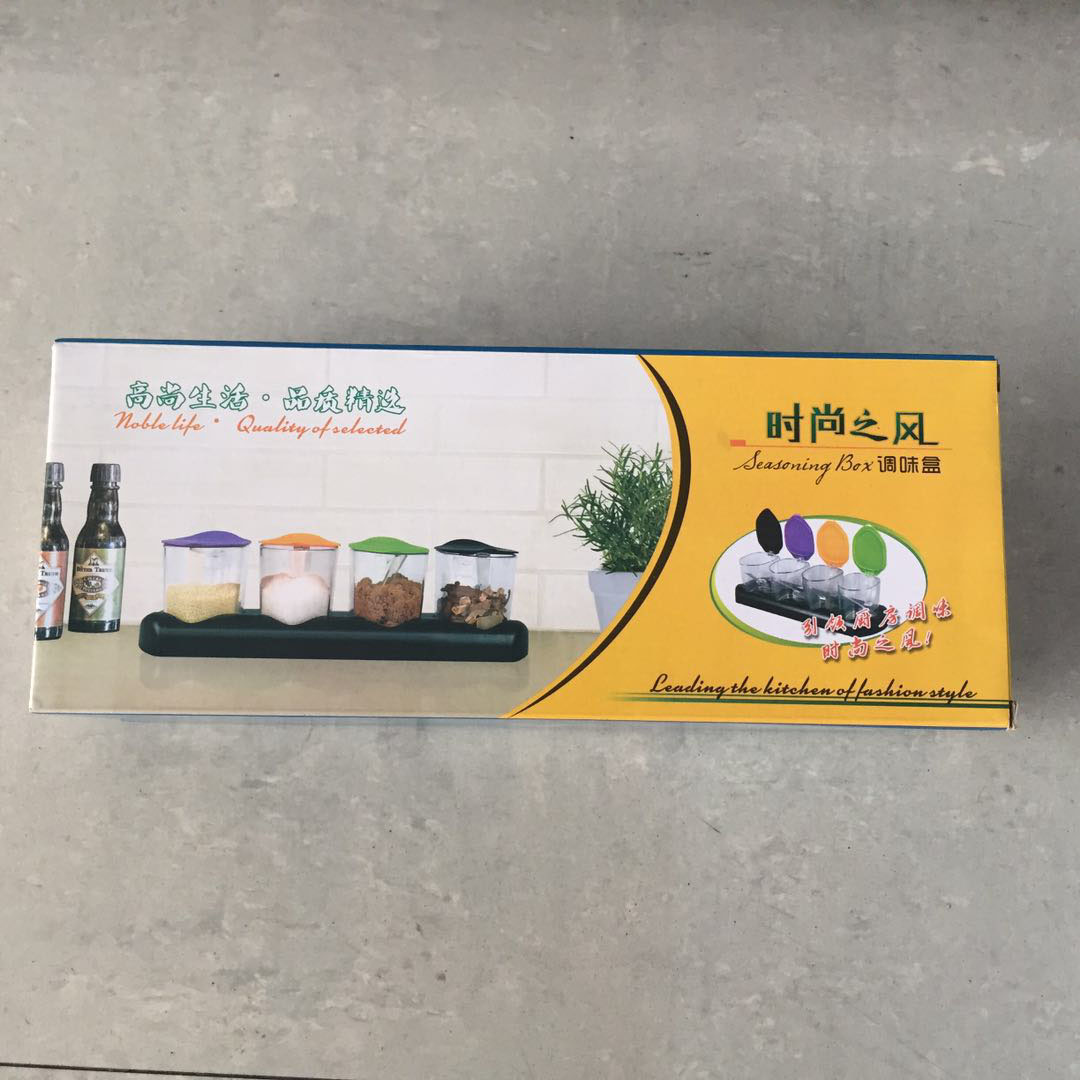 高尚生活·品质精选
Noble life · Quality of selected
时尚之风
Seasoning Box 调味盒
引领厨房调味
时尚之风!
Leading the kitchen of fashion style